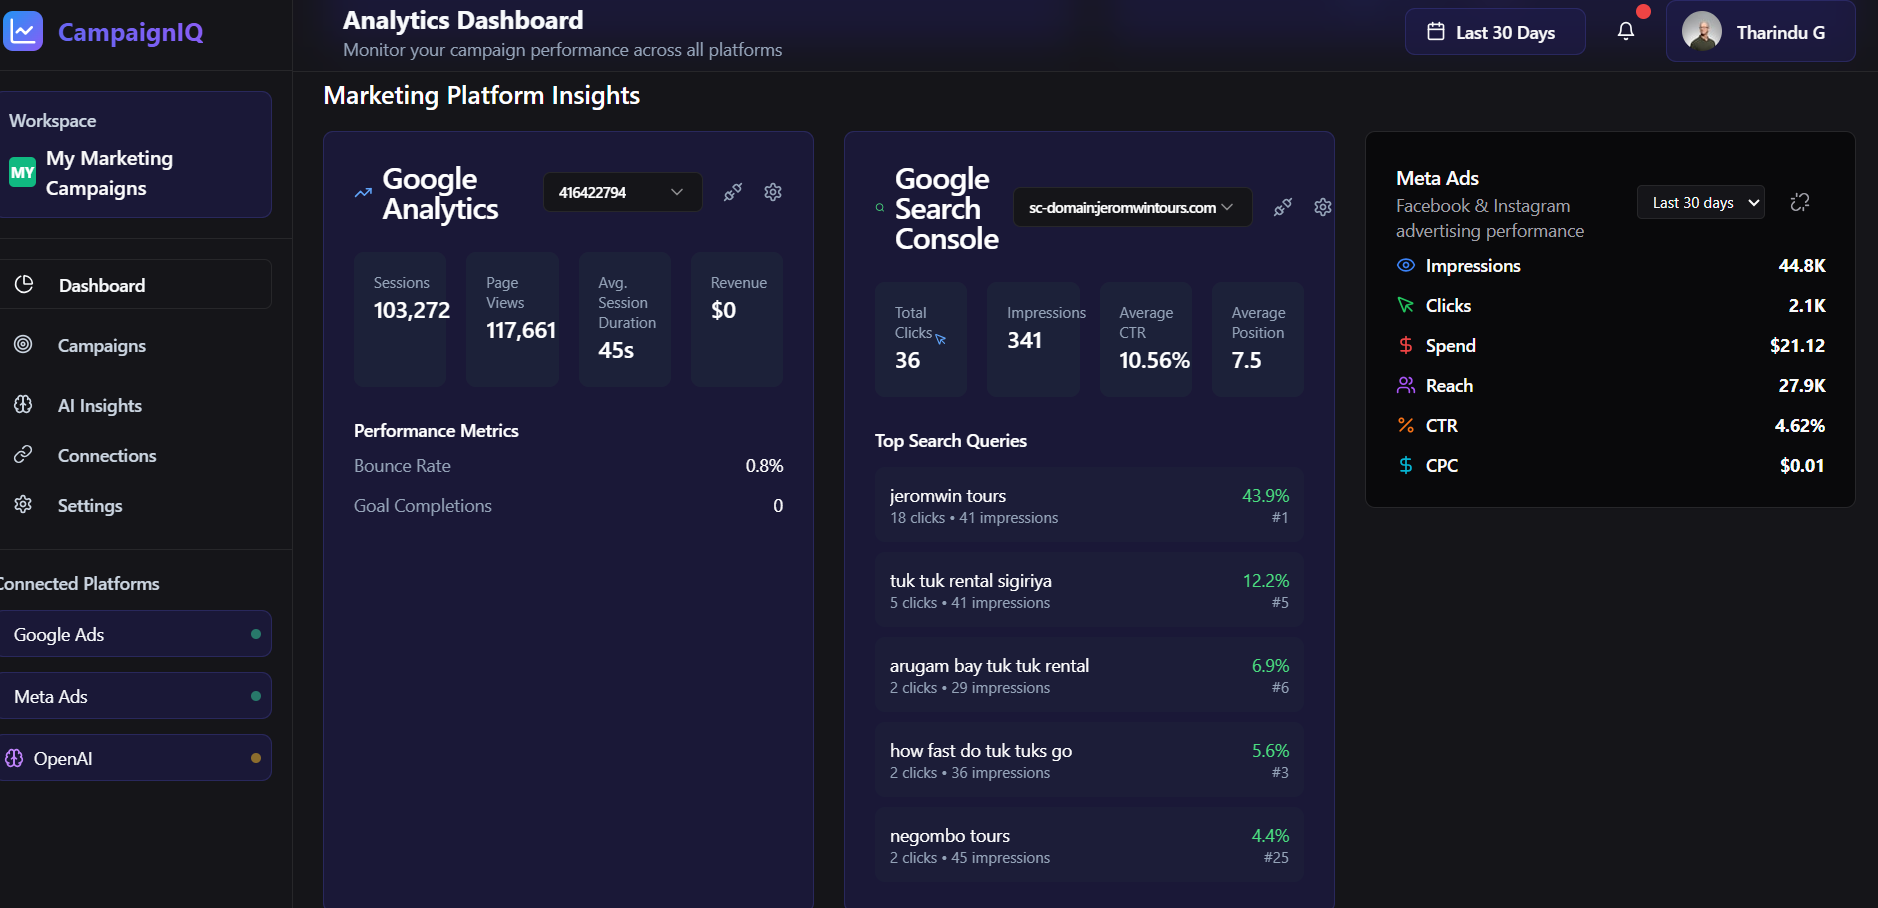 CampaignIQ
Analytics Dashboard
Monitor your campaign performance across all platforms
Last 30 Days
Tharindu G
Workspace
MY
My Marketing
Campaigns
Dashboard
Campaigns
AI Insights
Connections
Settings
Connected Platforms
Google Ads
Meta Ads
OpenAI
Marketing Platform Insights
Google
Analytics
416422794
Sessions
103,272
Page
Views
117,661
Avg.
Session
Duration
45s
Revenue
$0
Performance Metrics
Bounce Rate 0.8%
Goal Completions 0
Google
Search
Console
sc-domain:jeromwintours.com
Total
Clicks
36
Impressions
341
Average
CTR
10.56%
Average
Position
7.5
Top Search Queries
jeromwin tours 43.9%
18 clicks • 41 impressions #1
tuk tuk rental sigiriya 12.2%
5 clicks • 41 impressions #5
arugam bay tuk tuk rental 6.9%
2 clicks • 29 impressions #6
how fast do tuk tuks go 5.6%
2 clicks • 36 impressions #3
negombo tours 4.4%
2 clicks • 45 impressions #25
Meta Ads
Facebook & Instagram
advertising performance
Last 30 days
Impressions 44.8K
Clicks 2.1K
Spend $21.12
Reach 27.9K
CTR 4.62%
CPC $0.01